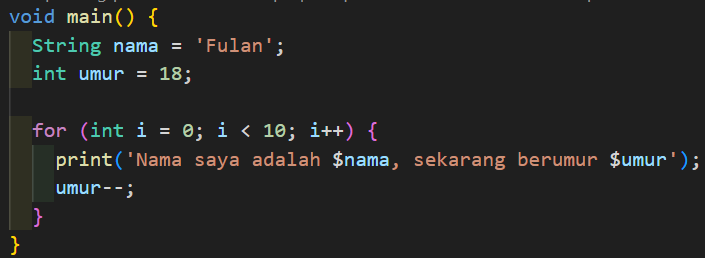 void main() {
String nama = 'Fulan';
int umur = 18;
for (int i = 0; i < 10; i++) {
print('Nama saya adalah $nama, sekarang berumur $umur');
umur--;
}
}